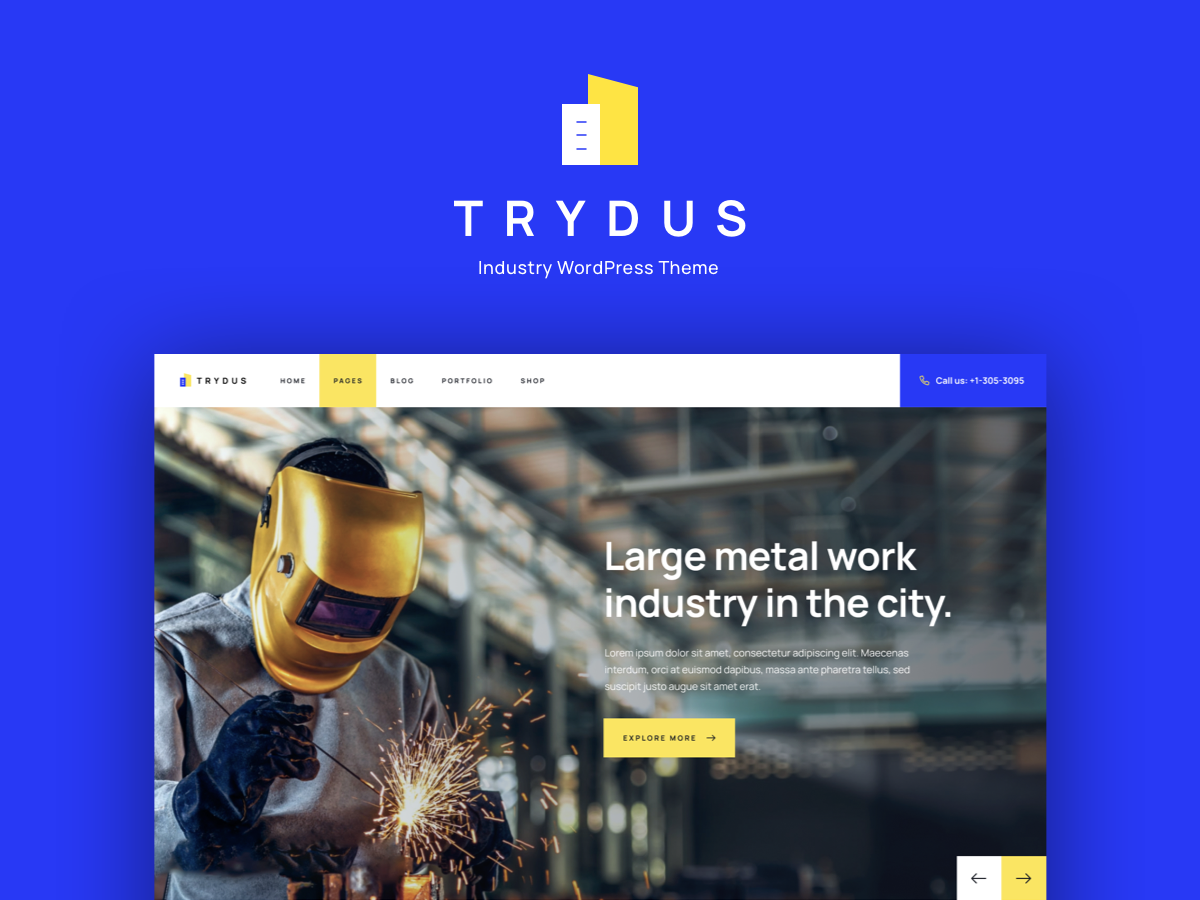 TRYDUS
Industry WordPress Theme
TRYDUS HOME PAGES BLOG PORTFOLIO SHOP Call us: +1-305-3095
Large metal work
industry in the city.
Lorem ipsum dolor sit amet, consectetur adipiscing elit. Maecenas
interdum, orci at euismod dapibus, massa ante pharetra tellus, sed
suscipit justo augue sit amet erat.
EXPLORE MORE →
← →